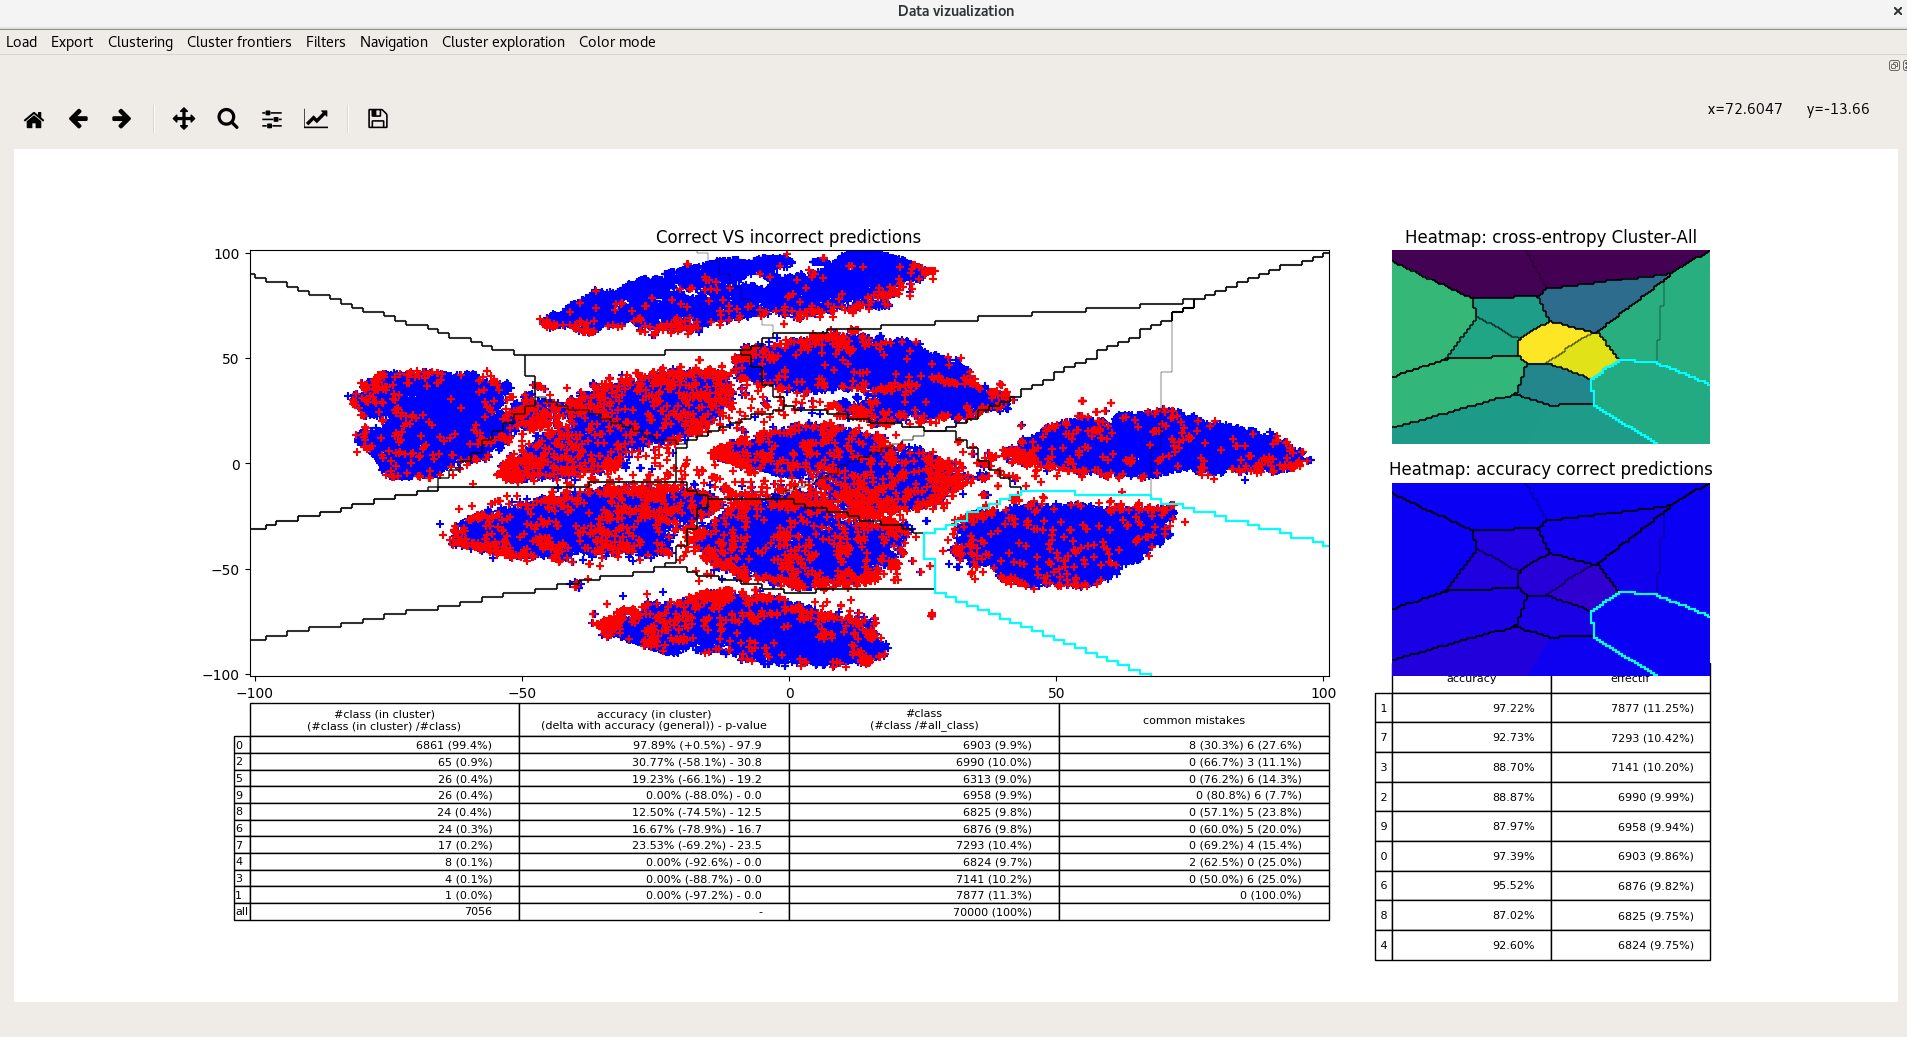 Data vizualization
Load Export Clustering Cluster frontiers Filters Navigation Cluster exploration Color mode
x=72.6047 y=-13.66
Correct VS incorrect predictions
100
50
0
−50
−100
−100 −50 0 50 100
Heatmap: cross-entropy Cluster-All
Heatmap: accuracy correct predictions
#class (in cluster)
(#class (in cluster) /#class)
accuracy (in cluster)
(delta with accuracy (general)) - p-value
#class
(#class /#all_class)
common mistakes
0 6861 (99.4%) 97.89% (+0.5%) - 97.9 6903 (9.9%) 8 (30.3%) 6 (27.6%)
2 65 (0.9%) 30.77% (-58.1%) - 30.8 6990 (10.0%) 0 (66.7%) 3 (11.1%)
5 26 (0.4%) 19.23% (-66.1%) - 19.2 6313 (9.0%) 0 (76.2%) 6 (14.3%)
9 26 (0.4%) 0.00% (-88.0%) - 0.0 6958 (9.9%) 0 (80.8%) 6 (7.7%)
8 24 (0.4%) 12.50% (-74.5%) - 12.5 6825 (9.8%) 0 (57.1%) 5 (23.8%)
6 24 (0.3%) 16.67% (-78.9%) - 16.7 6876 (9.8%) 0 (60.0%) 5 (20.0%)
7 17 (0.2%) 23.53% (-69.2%) - 23.5 7293 (10.4%) 0 (69.2%) 4 (15.4%)
4 8 (0.1%) 0.00% (-92.6%) - 0.0 6824 (9.7%) 2 (62.5%) 0 (25.0%)
3 4 (0.1%) 0.00% (-88.7%) - 0.0 7141 (10.2%) 0 (50.0%) 6 (25.0%)
1 1 (0.0%) 0.00% (-97.2%) - 0.0 7877 (11.3%) 0 (100.0%)
all 7056 - 70000 (100%)
accuracy effectif
1 97.22% 7877 (11.25%)
7 92.73% 7293 (10.42%)
3 88.70% 7141 (10.20%)
2 88.87% 6990 (9.99%)
9 87.97% 6958 (9.94%)
0 97.39% 6903 (9.86%)
6 95.52% 6876 (9.82%)
8 87.02% 6825 (9.75%)
4 92.60% 6824 (9.75%)